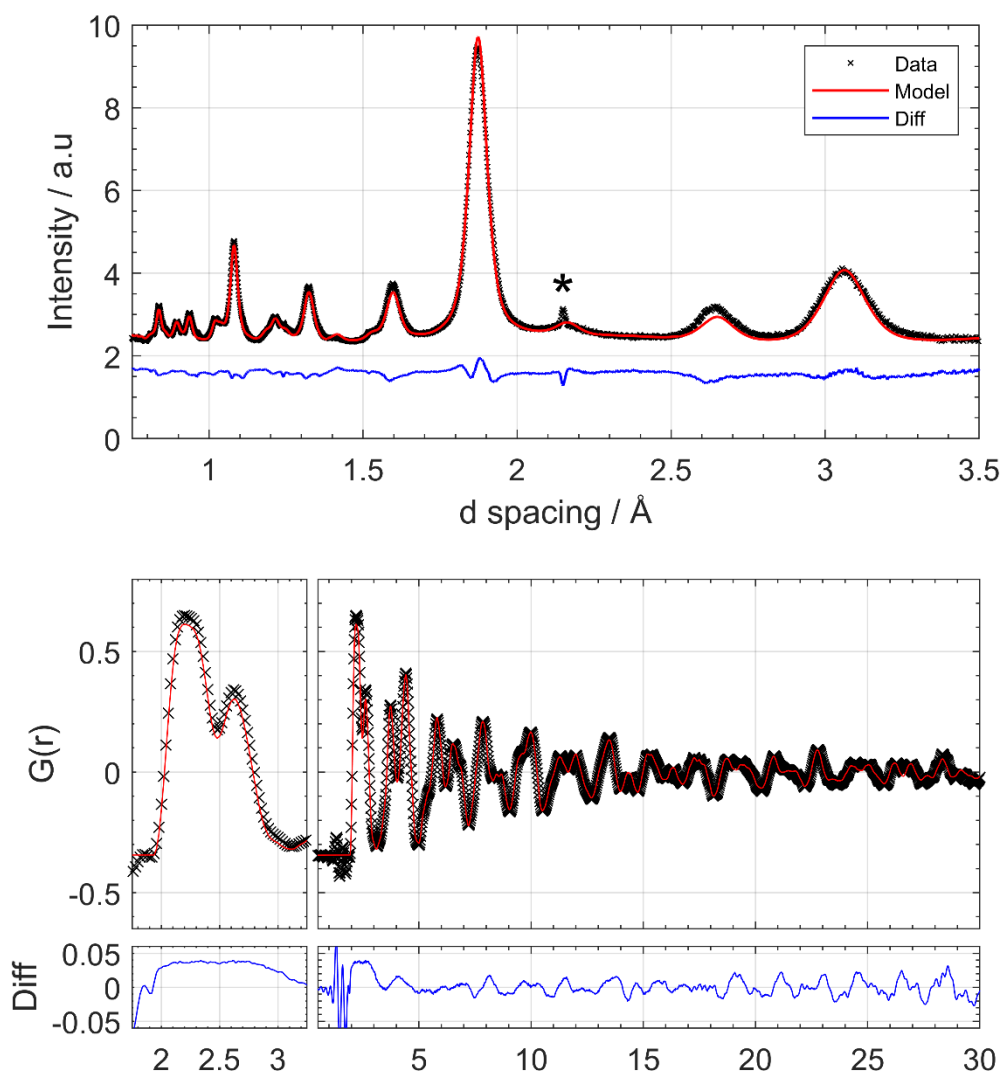 10
8
6
4
2
0
Intensity / a.u
Data
Model
Diff
*
1 1.5 2 2.5 3 3.5
d spacing / Å
0.5
0
-0.5
G(r)
0.05
0
-0.05
Diff
2 2.5 3
5 10 15 20 25 30